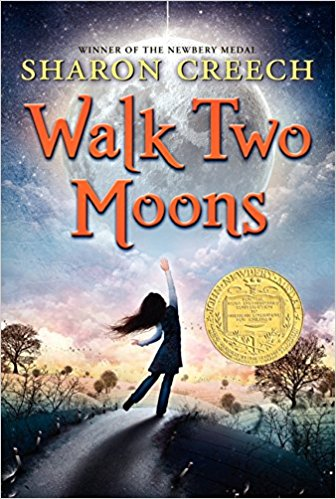 WINNER OF THE NEWBERY MEDAL
SHARON CREECH
Walk Two
Moons